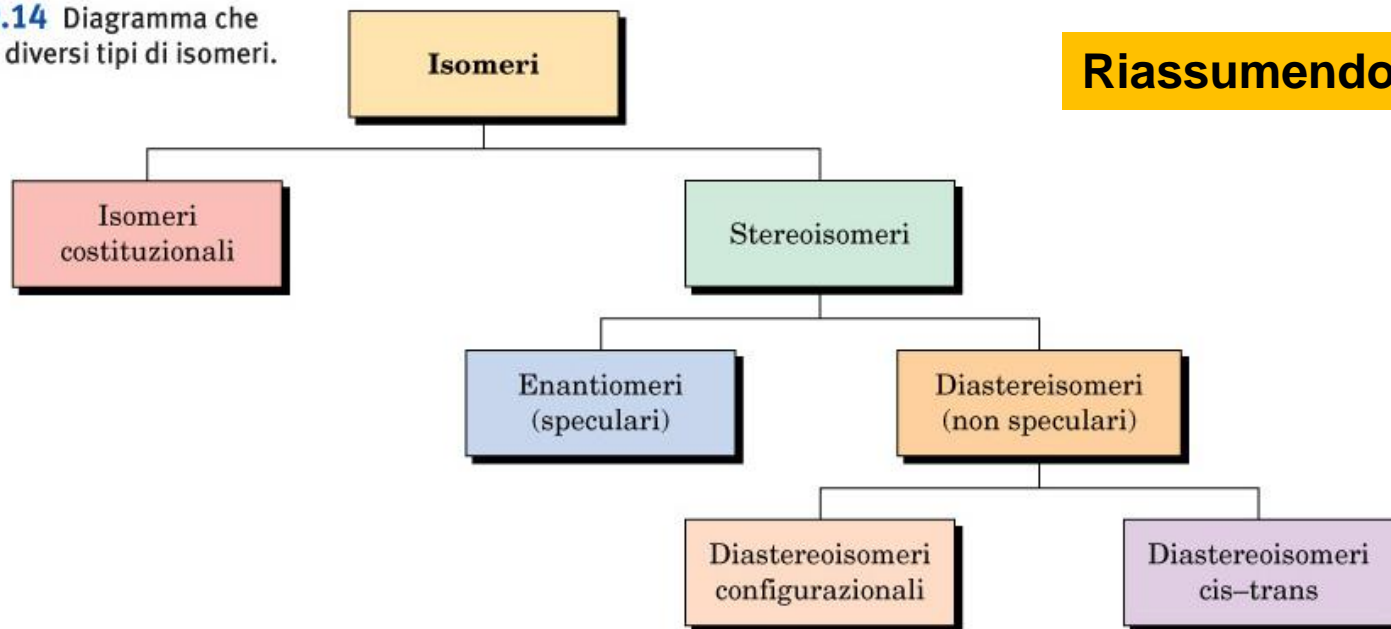 .14 Diagramma che
diversi tipi di isomeri.
Riassumendo
Isomeri
Isomeri
costituzionali
Stereoisomeri
Enantiomeri
(speculari)
Diastereisomeri
(non speculari)
Diastereoisomeri
configurazionali
Diastereoisomeri
cis–trans